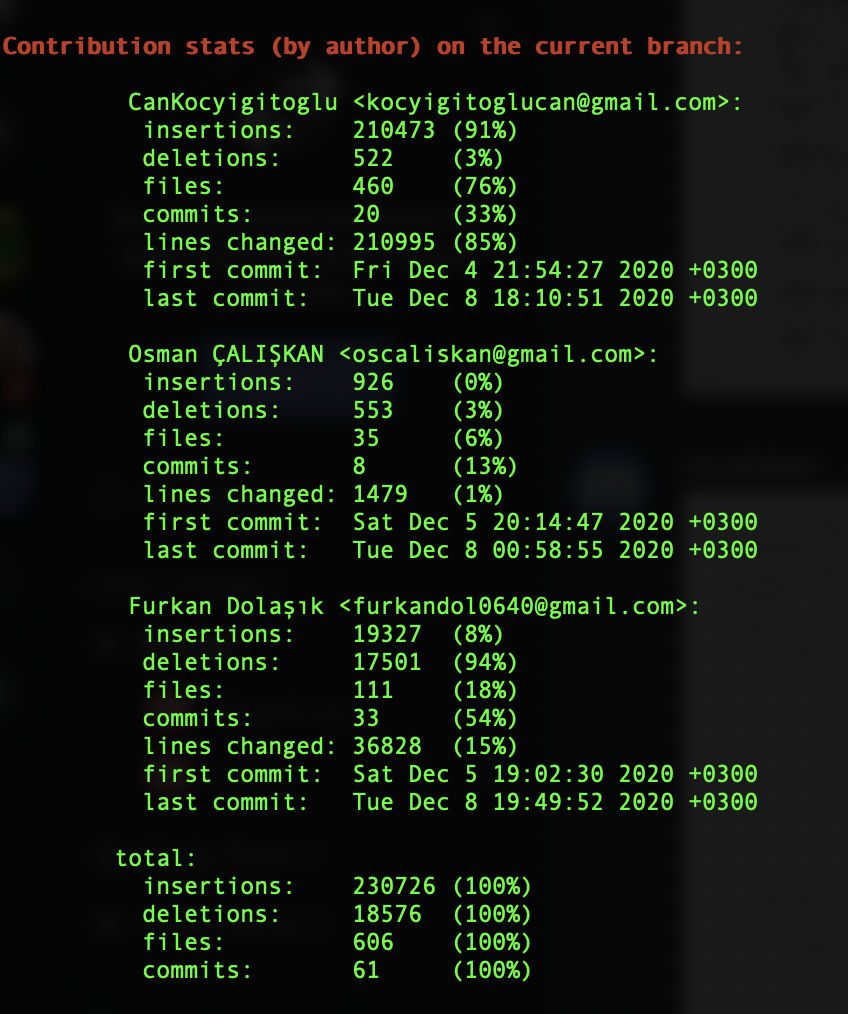 Contribution stats (by author) on the current branch:
CanKocyigitoglu <kocyigitoglucan@gmail.com>:
insertions: 210473 (91%)
deletions: 522 (3%)
files: 460 (76%)
commits: 20 (33%)
lines changed: 210995 (85%)
first commit: Fri Dec 4 21:54:27 2020 +0300
last commit: Tue Dec 8 18:10:51 2020 +0300
Osman ÇALIŞKAN <oscaliskan@gmail.com>:
insertions: 926 (0%)
deletions: 553 (3%)
files: 35 (6%)
commits: 8 (13%)
lines changed: 1479 (1%)
first commit: Sat Dec 5 20:14:47 2020 +0300
last commit: Tue Dec 8 00:58:55 2020 +0300
Furkan Dolaşık <furkandol0640@gmail.com>:
insertions: 19327 (8%)
deletions: 17501 (94%)
files: 111 (18%)
commits: 33 (54%)
lines changed: 36828 (15%)
first commit: Sat Dec 5 19:02:30 2020 +0300
last commit: Tue Dec 8 19:49:52 2020 +0300
total:
insertions: 230726 (100%)
deletions: 18576 (100%)
files: 606 (100%)
commits: 61 (100%)